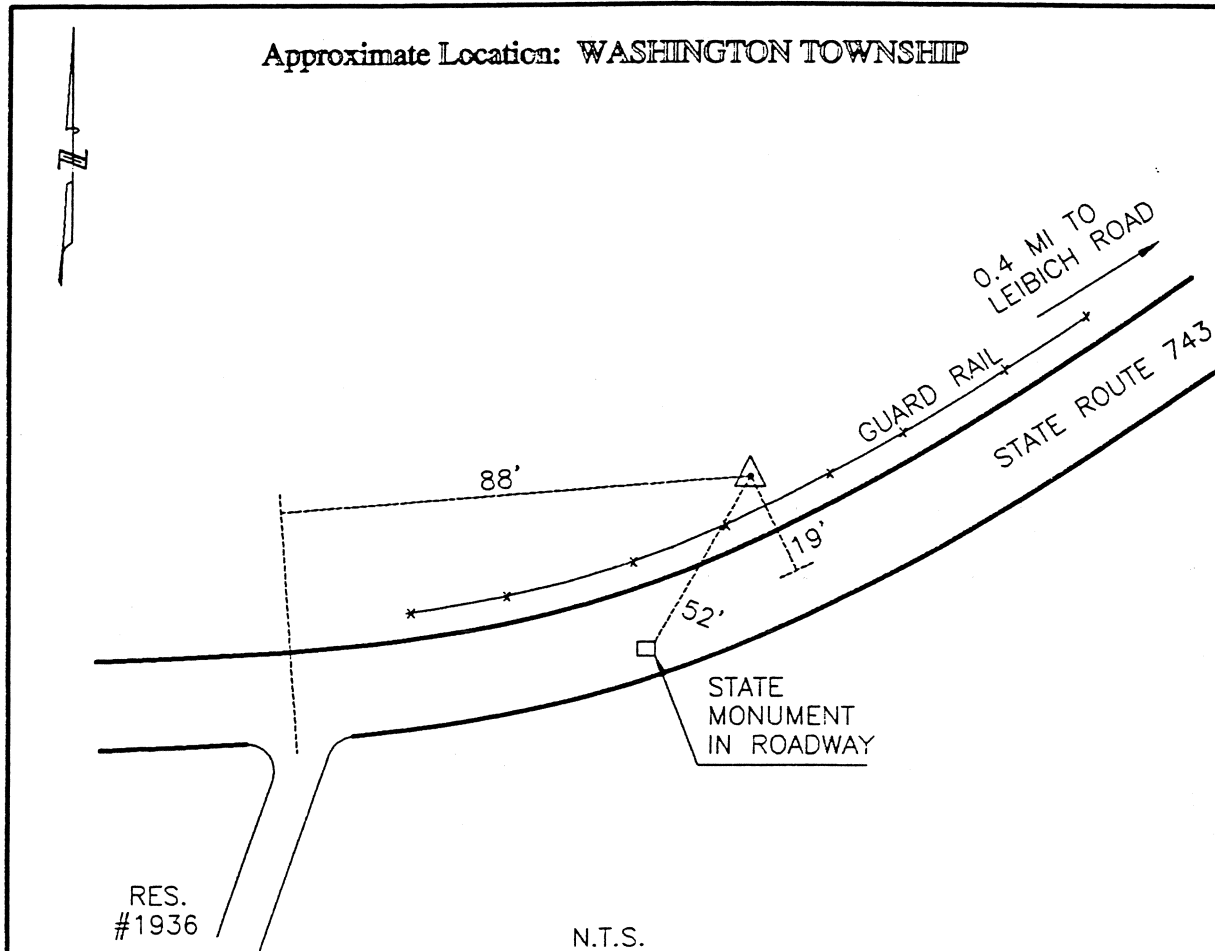 Approximate Location: WASHINGTON TOWNSHIP
N
0.4 MI TO
LEIBICH ROAD
GUARD RAIL
STATE ROUTE 743
88'
19'
52'
STATE
MONUMENT
IN ROADWAY
RES.
#1936
N.T.S.